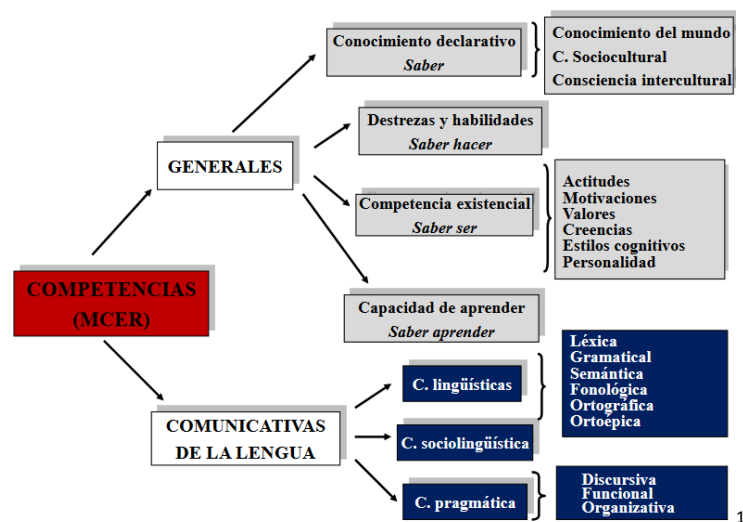 Conocimiento declarativo
Saber
Conocimiento del mundo
C. Sociocultural
Consciencia intercultural
Destrezas y habilidades
Saber hacer
GENERALES
Competencia existencial
Saber ser
Actitudes
Motivaciones
Valores
Creencias
Estilos cognitivos
Personalidad
COMPETENCIAS
(MCER)
Capacidad de aprender
Saber aprender
C. lingüísticas
Léxica
Gramatical
Semántica
Fonológica
Ortográfica
Ortoépica
COMUNICATIVAS
DE LA LENGUA
C. sociolingüística
C. pragmática
Discursiva
Funcional
Organizativa
1